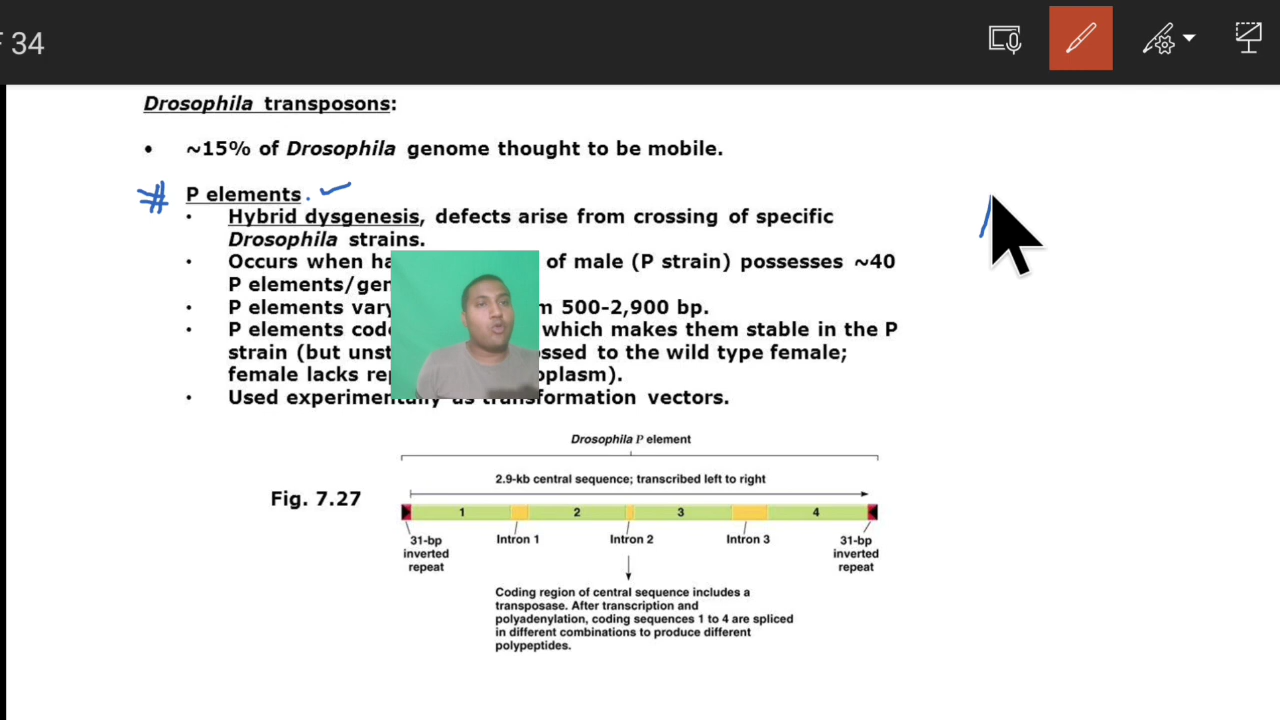 34
Drosophila transposons:
• ~15% of Drosophila genome thought to be mobile.
# P elements.
• Hybrid dysgenesis, defects arise from crossing of specific
Drosophila strains.
• Occurs when of male (P strain) possesses ~40
P elements/
• P elements vary 500-2,900 bp.
• P elements which makes them stable in the P
strain (but to the wild type female;
female lacks
• Used experimentally as transformation vectors.
Drosophila P element
2.9-kb central sequence; transcribed left to right
Fig. 7.27
1 2 3 4
31-bp inverted repeat Intron 1 Intron 2 Intron 3 31-bp inverted repeat
Coding region of central sequence includes a
transposase. After transcription and
polyadenylation, coding sequences 1 to 4 are spliced
in different combinations to produce different
polypeptides.